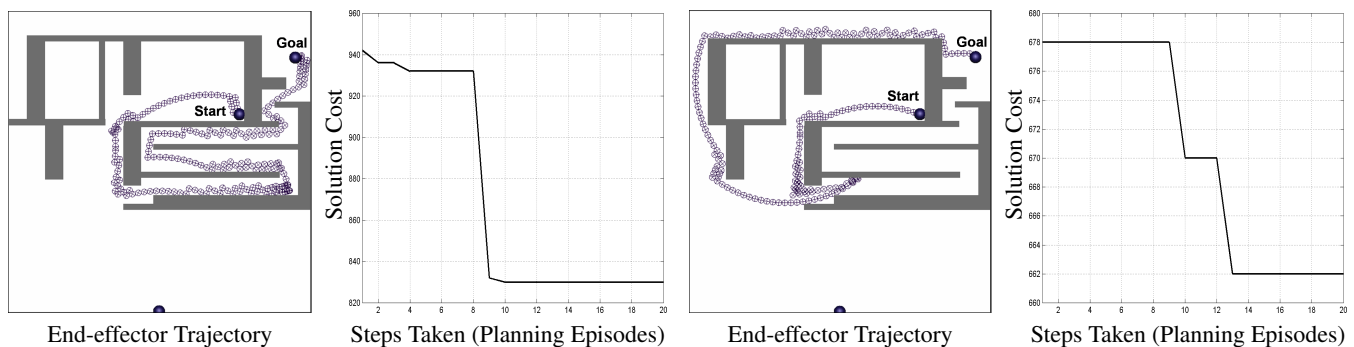 Goal
Start
End-effector Trajectory
960
940
920
900
880
860
840
820
2 4 6 8 10 12 14 16 18 20
Solution Cost
Steps Taken (Planning Episodes)
Goal
Start
End-effector Trajectory
680
678
676
674
672
670
668
666
664
662
660
2 4 6 8 10 12 14 16 18 20
Solution Cost
Steps Taken (Planning Episodes)